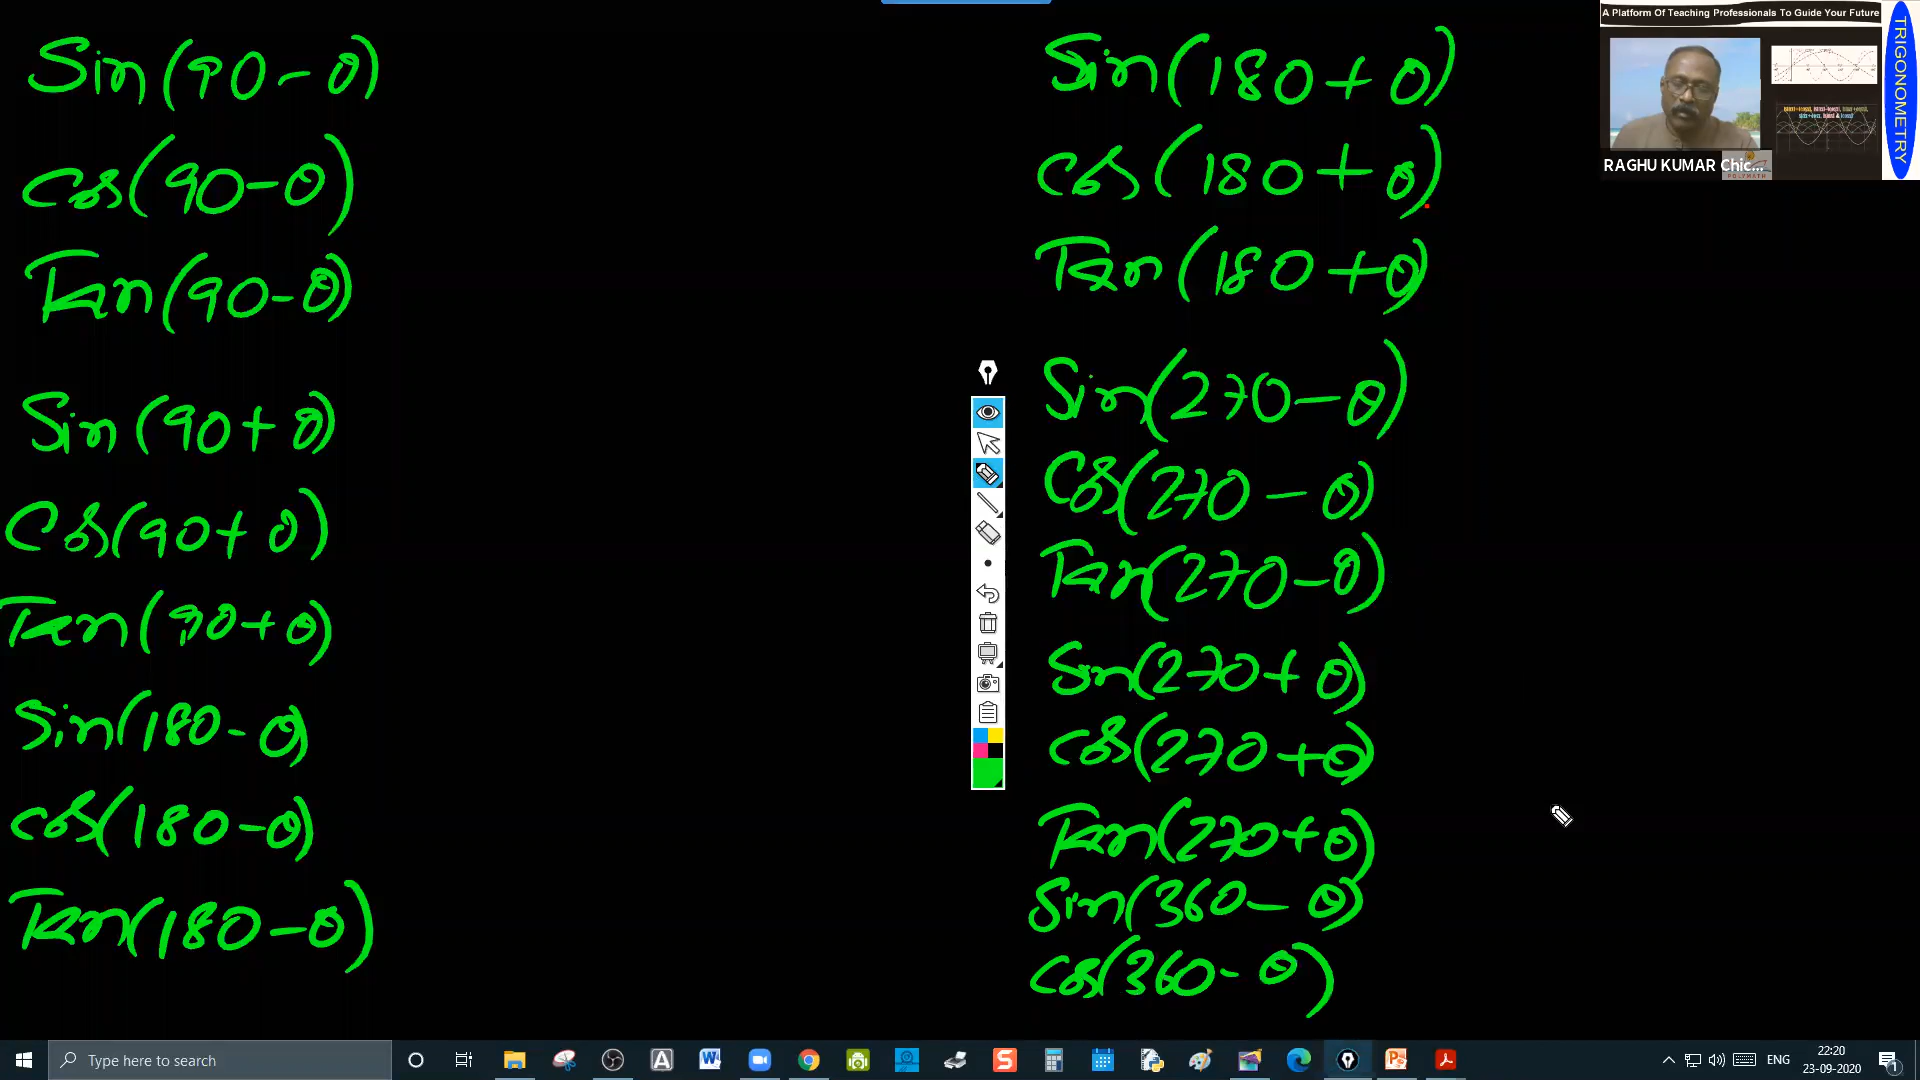 Sin(90-θ)
Cos(90-θ)
Tan(90-θ)
Sin(90+θ)
Cos(90+θ)
Tan(90+θ)
Sin(180-θ)
Cos(180-θ)
Tan(180-θ)
Sin(180+θ)
Cos(180+θ)
Tan(180+θ)
Sin(270-θ)
Cos(270-θ)
Tan(270-θ)
Sin(270+θ)
Cos(270+θ)
Tan(270+θ)
Sin(360-θ)
Cos(360-θ)
A Platform Of Teaching Professionals To Guide Your Future
RAGHU KUMAR Chic...
POLYMATH
TRIGONOMETRY
Type here to search
ENG
22:20
23-09-2020
1